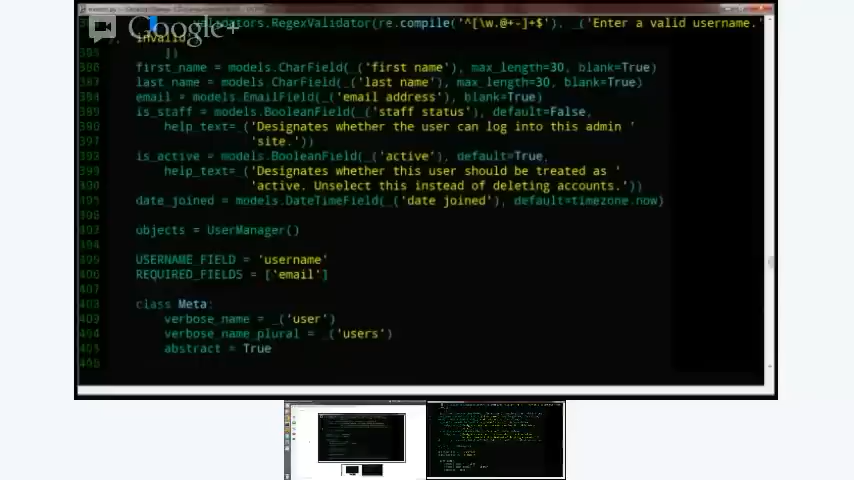 validators.RegexValidator(re.compile('^[\w.@+-]+$'), _('Enter a valid username.'
Google+
), 'invalid
395 ])
first_name = models.CharField(_('first name'), max_length=30, blank=True)
last_name = models.CharField(_('last name'), max_length=30, blank=True)
email = models.EmailField(_('email address'), blank=True)
is_staff = models.BooleanField(_('staff status'), default=False,
help_text=_('Designates whether the user can log into this admin '
'site.'))
is_active = models.BooleanField(_('active'), default=True,
help_text=_('Designates whether this user should be treated as '
'active. Unselect this instead of deleting accounts.'))
date_joined = models.DateTimeField(_('date joined'), default=timezone.now)
objects = UserManager()
USERNAME_FIELD = 'username'
REQUIRED_FIELDS = ['email']
class Meta:
verbose_name = _('user')
verbose_name_plural = _('users')
abstract = True